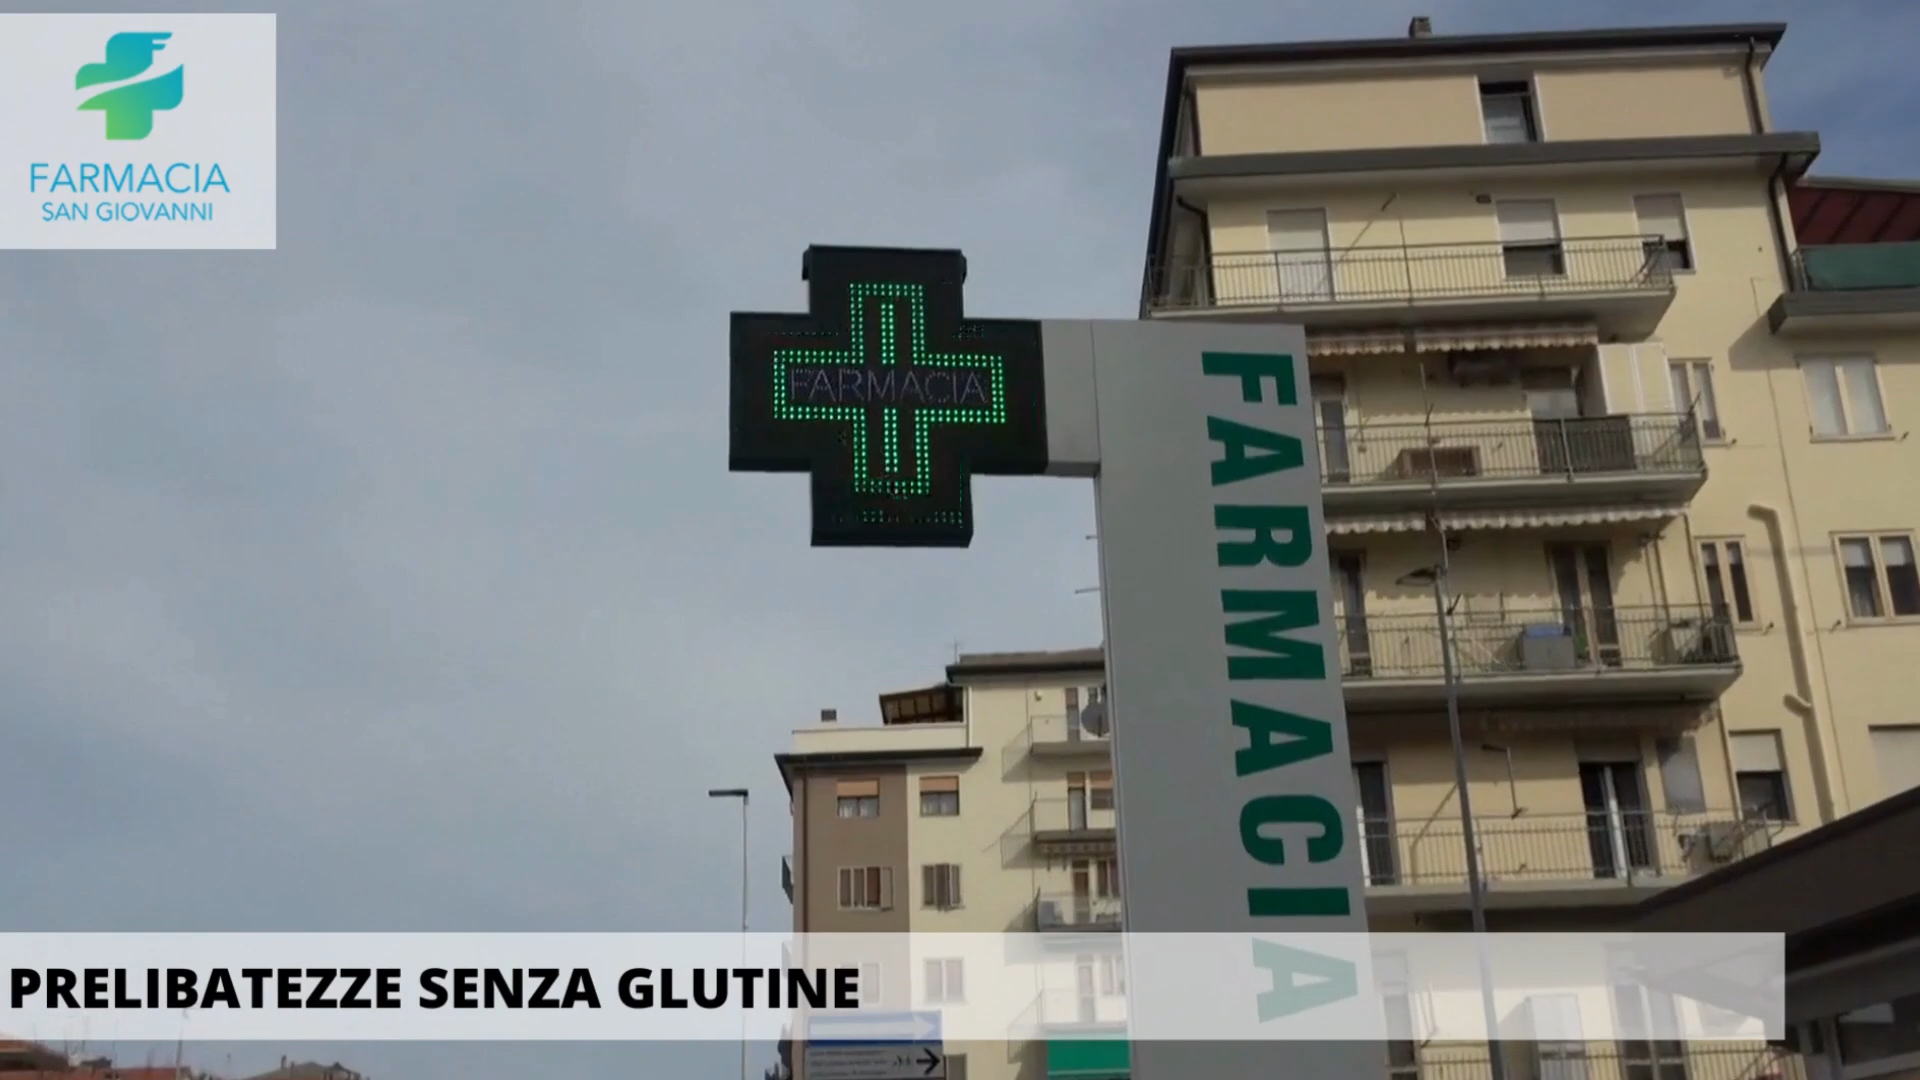 FARMACIA
SAN GIOVANNI
FARMACIA
FARMACIA
PRELIBATEZZE SENZA GLUTINE